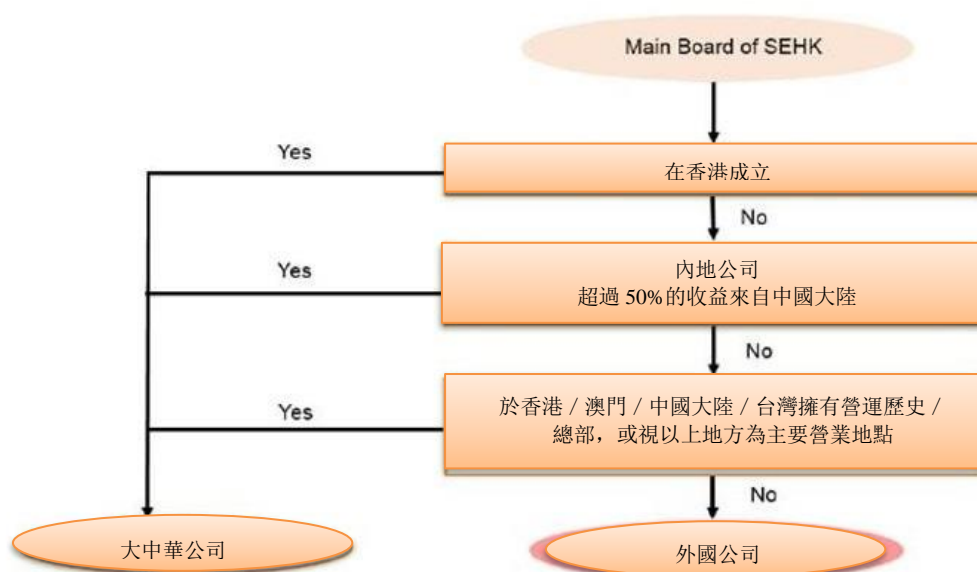 Main Board of SEHK
Yes
在香港成立
No
Yes
內地公司
超過 50%的收益來自中國大陸
No
Yes
於香港 / 澳門 / 中國大陸 / 台灣擁有營運歷史 /
總部，或視以上地方為主要營業地點
No
大中華公司
外國公司